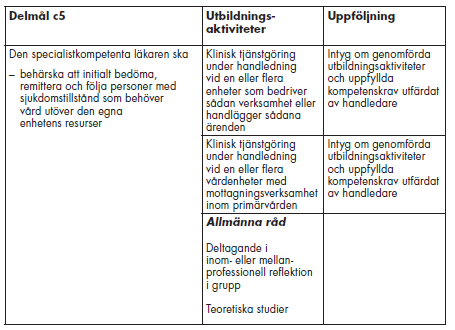 Delmål c5
Utbildnings-
aktiviteter
Uppföljning
Den specialistkompetenta läkaren ska
– behärska att initialt bedöma,
remittera och följa personer med
sjukdomstillstånd som behöver
vård utöver den egna
enhetens resurser
Klinisk tjänstgöring
under handledning
vid en eller flera
enheter som bedriver
sådan verksamhet eller
handlägger sådana
ärenden
Intyg om genomförda
utbildningsaktiviteter
och uppfyllda
kompetenskrav utfärdat
av handledare
Klinisk tjänstgöring
under handledning
vid en eller flera
vårdenheter med
mottagningsverksamhet
inom primärvården
Intyg om genomförda
utbildningsaktiviteter
och uppfyllda
kompetenskrav utfärdat
av handledare
Allmänna råd
Deltagande i
inom- eller mellan-
professionell reflektion
i grupp
Teoretiska studier